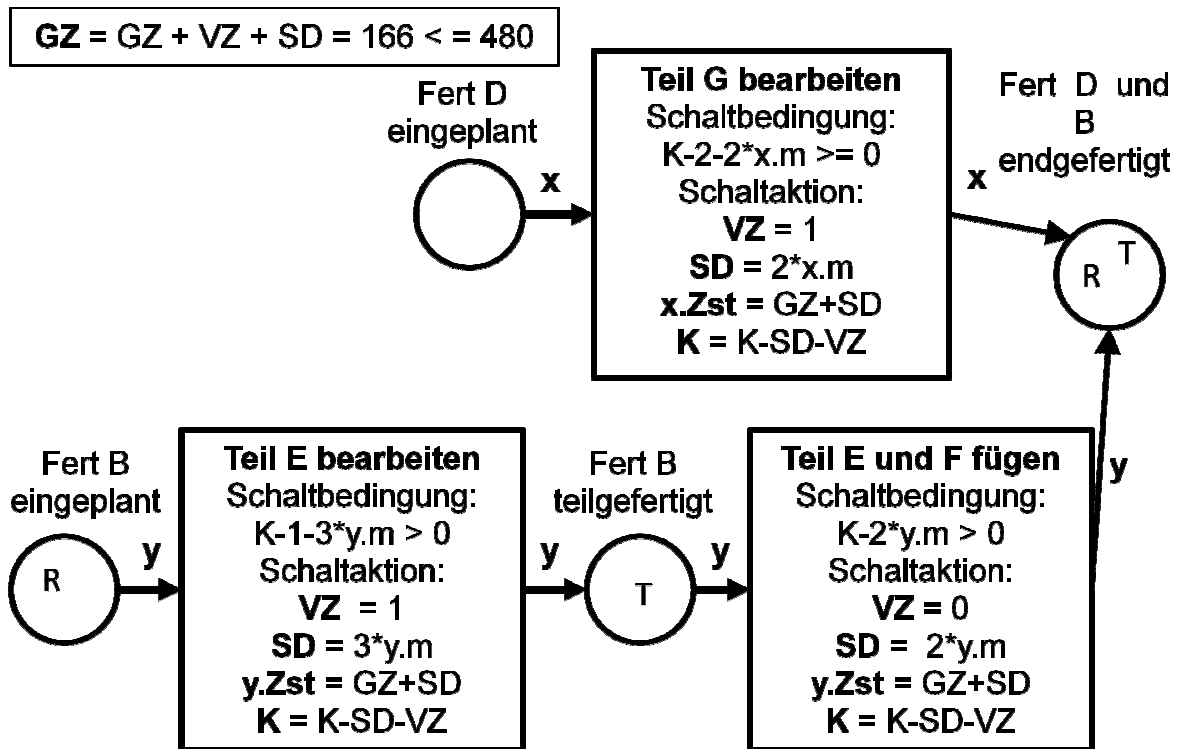 GZ = GZ + VZ + SD = 166 < = 480
Fert D
eingeplant
x
Teil G bearbeiten
Schaltbedingung:
K-2-2*x.m >= 0
Schaltaktion:
VZ = 1
SD = 2*x.m
x.Zst = GZ+SD
K = K-SD-VZ
x
Fert D und
B
endgefertigt
R T
Fert B
eingeplant
R
y
Teil E bearbeiten
Schaltbedingung:
K-1-3*y.m > 0
Schaltaktion:
VZ = 1
SD = 3*y.m
y.Zst = GZ+SD
K = K-SD-VZ
y
Fert B
teilgefertigt
T
y
Teil E und F fügen
Schaltbedingung:
K-2*y.m > 0
Schaltaktion:
VZ = 0
SD = 2*y.m
y.Zst = GZ+SD
K = K-SD-VZ
y